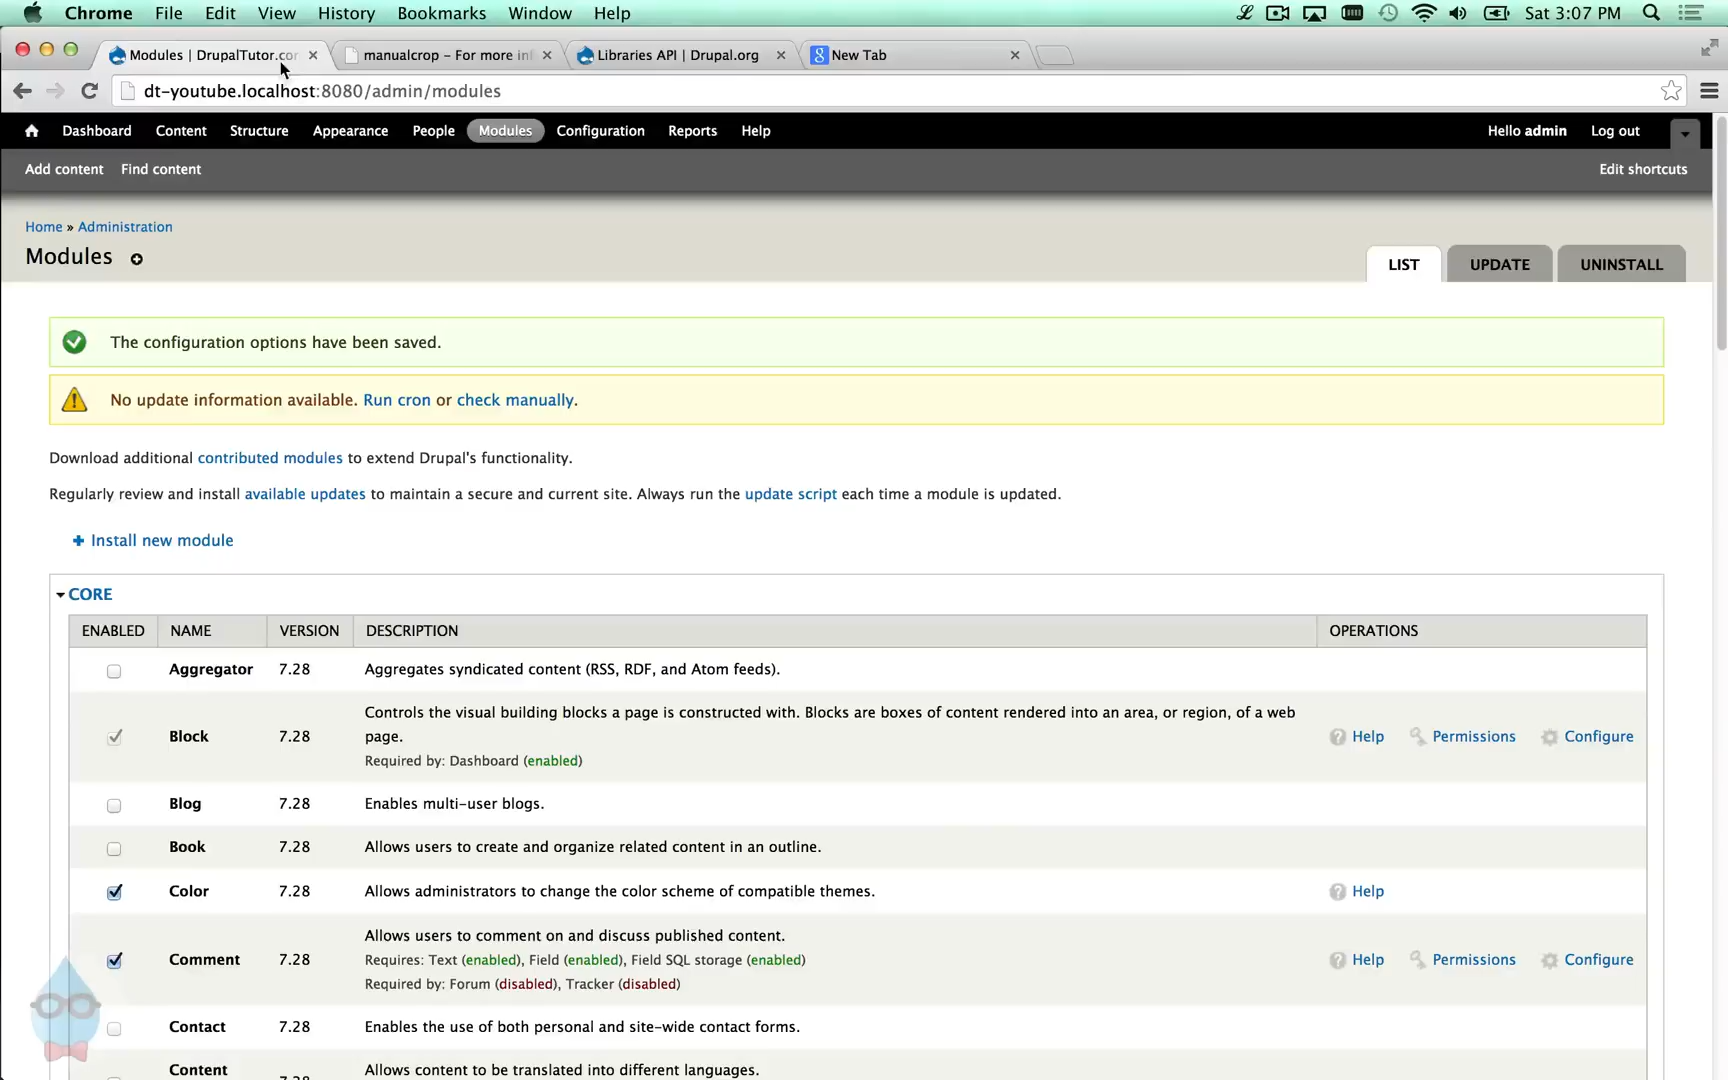 Chrome File Edit View History Bookmarks Window Help Sat 3:07 PM
Modules | DrupalTutor.cor manualcrop – For more in Libraries API | Drupal.org New Tab
dt-youtube.localhost:8080/admin/modules
Dashboard Content Structure Appearance People Modules Configuration Reports Help Hello admin Log out
Add content Find content Edit shortcuts
Home » Administration
Modules
LIST UPDATE UNINSTALL
The configuration options have been saved.
No update information available. Run cron or check manually.
Download additional contributed modules to extend Drupal's functionality.
Regularly review and install available updates to maintain a secure and current site. Always run the update script each time a module is updated.
Install new module
CORE
ENABLED NAME VERSION DESCRIPTION OPERATIONS
Aggregator 7.28 Aggregates syndicated content (RSS, RDF, and Atom feeds).
Controls the visual building blocks a page is constructed with. Blocks are boxes of content rendered into an area, or region, of a web
Block 7.28 page. Help Permissions Configure
Required by: Dashboard (enabled)
Blog 7.28 Enables multi-user blogs.
Book 7.28 Allows users to create and organize related content in an outline.
Color 7.28 Allows administrators to change the color scheme of compatible themes. Help
Allows users to comment on and discuss published content.
Comment 7.28 Requires: Text (enabled), Field (enabled), Field SQL storage (enabled) Help Permissions Configure
Required by: Forum (disabled), Tracker (disabled)
Contact 7.28 Enables the use of both personal and site-wide contact forms.
Content Allows content to be translated into different languages.
7.28